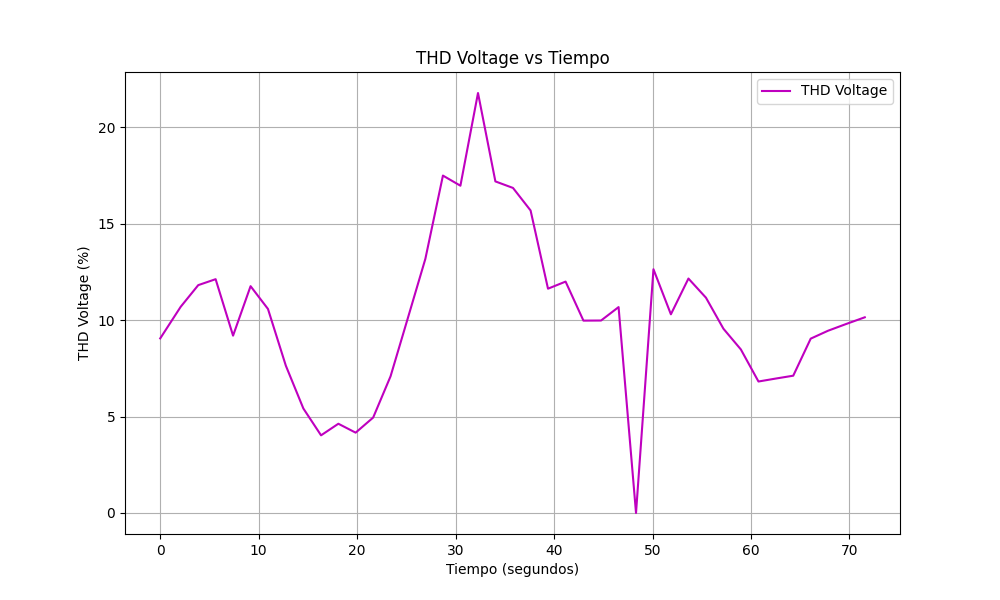 THD Voltage vs Tiempo
THD Voltage
THD Voltage (%)
20
15
10
5
0
0 10 20 30 40 50 60 70
Tiempo (segundos)